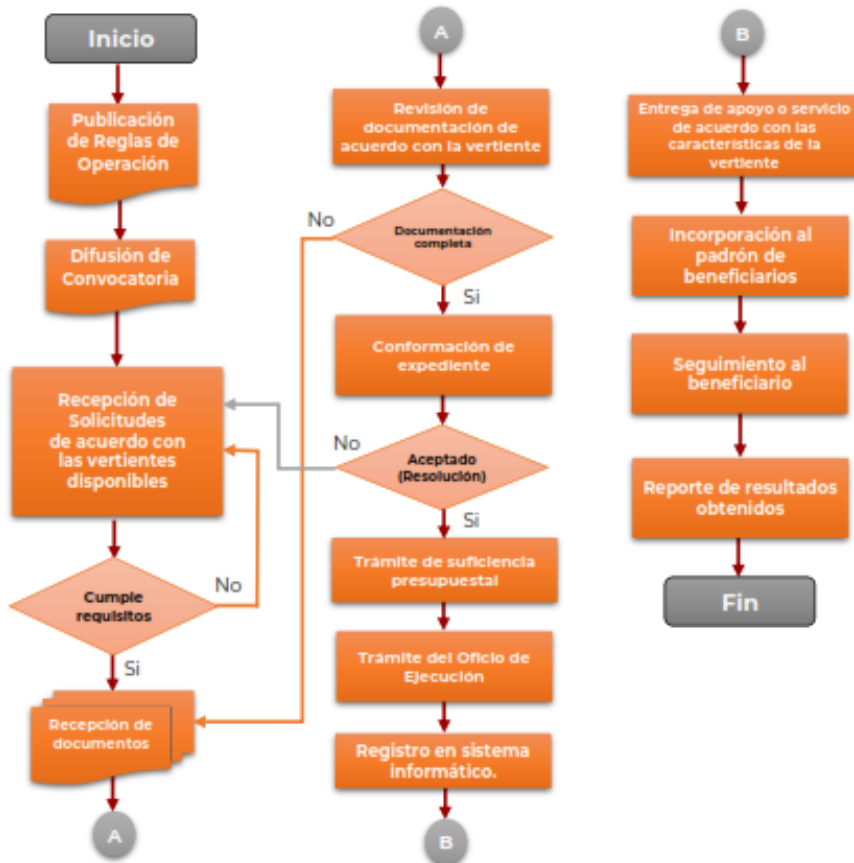 Inicio
Publicación
de Reglas de
Operación
Difusión de
Convocatoria
Recepción de
Solicitudes
de acuerdo con
las vertientes
disponibles
Cumple
requisitos
No
Si
Recepción de
documentos
A
A
Revisión de
documentación de
acuerdo con la vertiente
Documentación
completa
No
Si
Conformación de
expediente
Aceptado
(Resolución)
No
Si
Trámite de suficiencia
presupuestal
Trámite del Oficio de
Ejecución
Registro en sistema
informático.
B
B
Entrega de apoyo o servicio
de acuerdo con las
características de la
vertiente
Incorporación al
padrón de
beneficiarios
Seguimiento al
beneficiario
Reporte de resultados
obtenidos
Fin